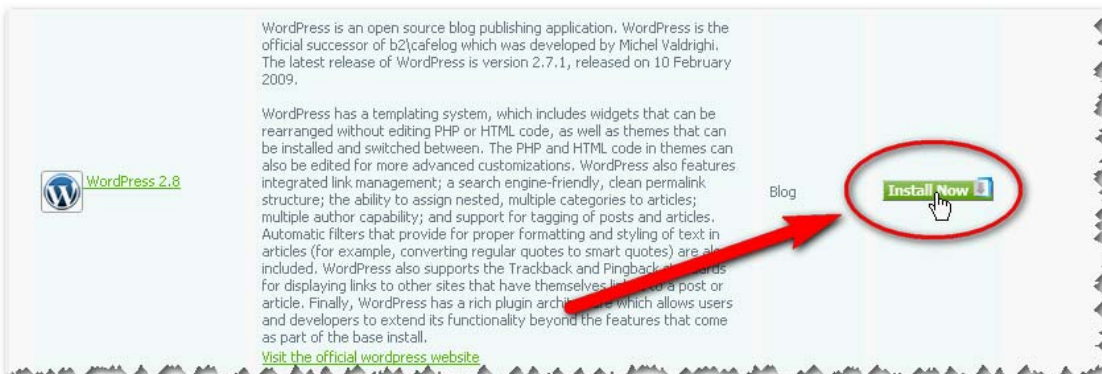 WordPress is an open source blog publishing application. WordPress is the
official successor of b2\cafelog which was developed by Michel Valdrighi.
The latest release of WordPress is version 2.7.1, released on 10 February
2009.
WordPress has a templating system, which includes widgets that can be
rearranged without editing PHP or HTML code, as well as themes that can
be installed and switched between. The PHP and HTML code in themes can
also be edited for more advanced customizations. WordPress also features
integrated link management; a search engine-friendly, clean permalink
structure; the ability to assign nested, multiple categories to articles;
multiple author capability; and support for tagging of posts and articles.
Automatic filters that provide for proper formatting and styling of text in
articles (for example, converting regular quotes to smart quotes) are
included. WordPress also supports the Trackback and Pingback
for displaying links to other sites that have themselves to a post or
article. Finally, WordPress has a rich plugin which allows users
and developers to extend its functionality beyond the features that come
as part of the base install.
Visit the official wordpress website
WordPress 2.8
Blog
Install Now